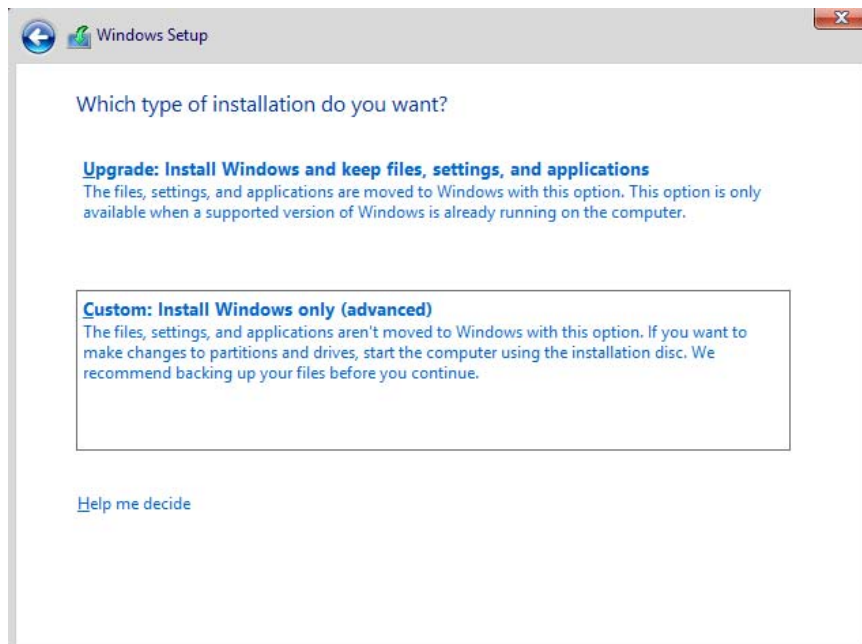 Windows Setup
Which type of installation do you want?
Upgrade: Install Windows and keep files, settings, and applications
The files, settings, and applications are moved to Windows with this option. This option is only
available when a supported version of Windows is already running on the computer.
Custom: Install Windows only (advanced)
The files, settings, and applications aren't moved to Windows with this option. If you want to
make changes to partitions and drives, start the computer using the installation disc. We
recommend backing up your files before you continue.
Help me decide